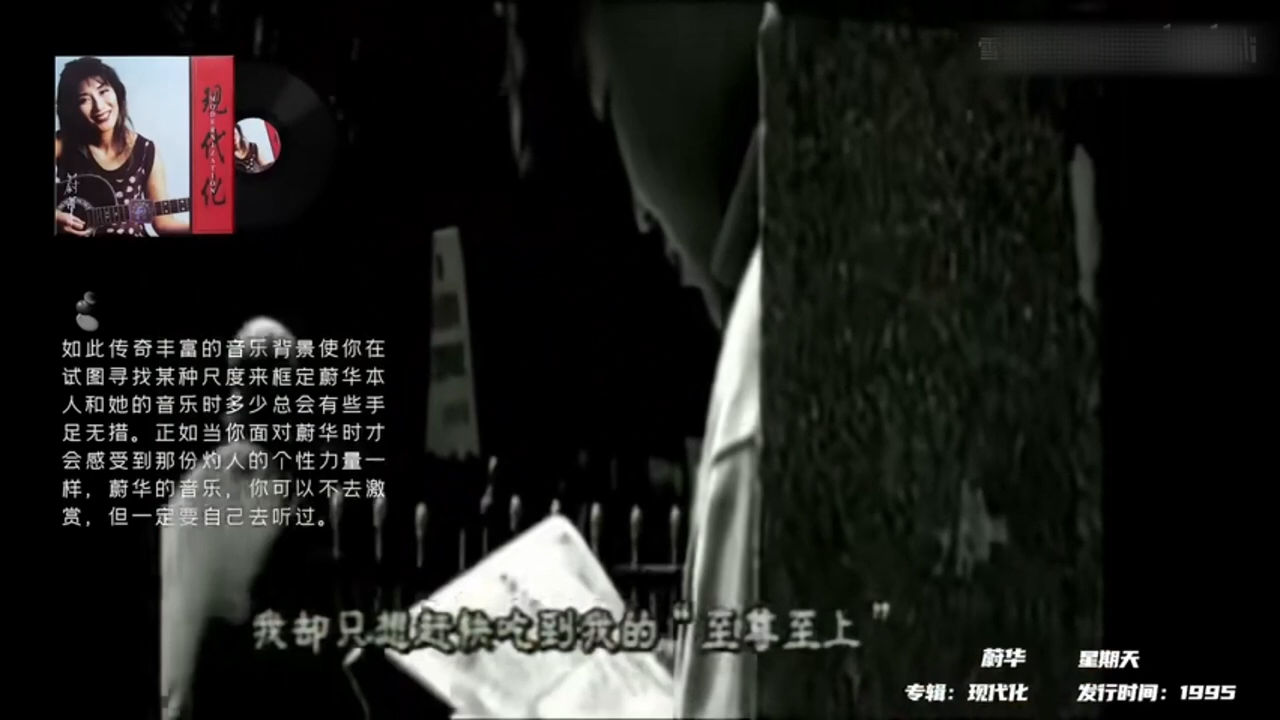 现代化
MODERNIZATION
蔚华
如此传奇丰富的音乐背景使你在
试图寻找某种尺度来框定蔚华本
人和她的音乐时多少总会有些手
足无措。正如当你面对蔚华时才
会感受到那份灼人的个性力量一
样，蔚华的音乐，你可以不去激
赏，但一定要自己去听过。
我却只想赶快吃到我的“至尊至上”
蔚华 星期天
专辑：现代化 发行时间：1995